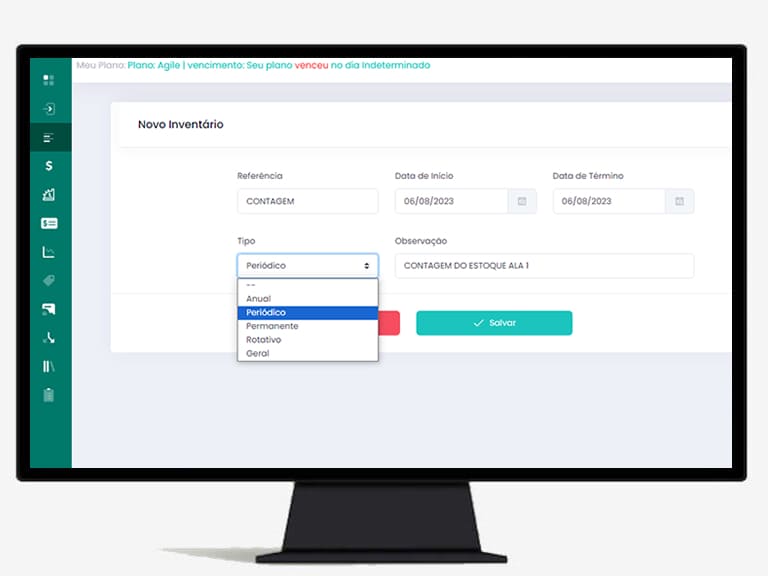 Meu Plano: Plano: Agile | vencimento: Seu plano venceu no dia Indeterminado
Novo Inventário
Referência
Data de Início
Data de Término
CONTAGEM
06/08/2023
06/08/2023
Tipo
Observação
Periódico
CONTAGEM DO ESTOQUE ALA 1
--
Anual
Periódico
Permanente
Rotativo
Geral
Salvar